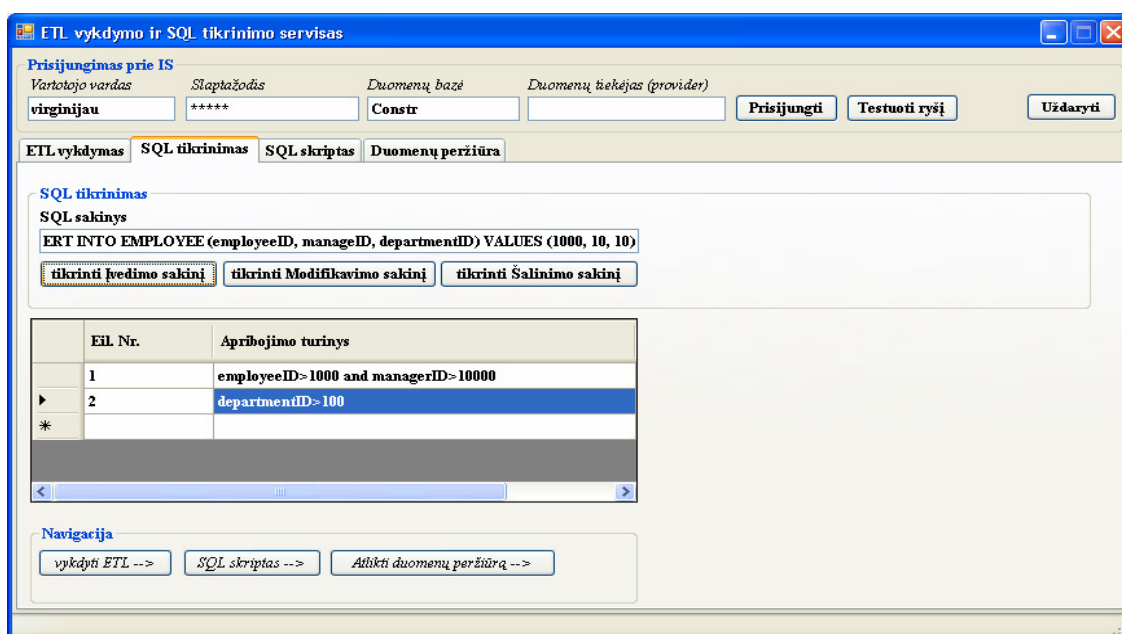 ETL vykdymo ir SQL tikrinimo servisas
Prisijungimas prie IS
Vartotojo vardas Slaptažodis Duomenų bazė Duomenų tiekėjas (provider)
virginijau ***** Constr Prisijungti Testuoti ryšį Uždaryti
ETL vykdymas SQL tikrinimas SQL skriptas Duomenų peržiūra
SQL tikrinimas
SQL sakinys
ERT INTO EMPLOYEE (employeeID, manageID, departmentID) VALUES (1000, 10, 10)
tikrinti Įvedimo sakinį tikrinti Modifikavimo sakinį tikrinti Šalinimo sakinį
Eil. Nr. Apribojimo turinys
1 employeeID>1000 and managerID>10000
2 departmentID>100
Navigacija
vykdyti ETL --> SQL skriptas --> Atlikti duomenų peržiūrą -->